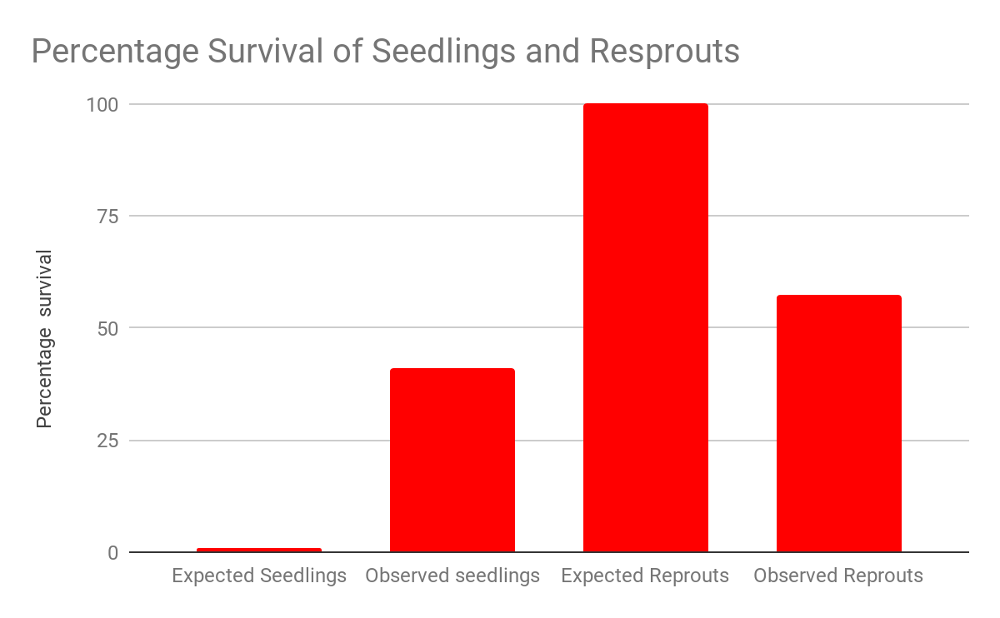 Percentage Survival of Seedlings and Resprouts
100
75
50
25
0
Percentage survival
Expected Seedlings
Observed seedlings
Expected Reprouts
Observed Reprouts